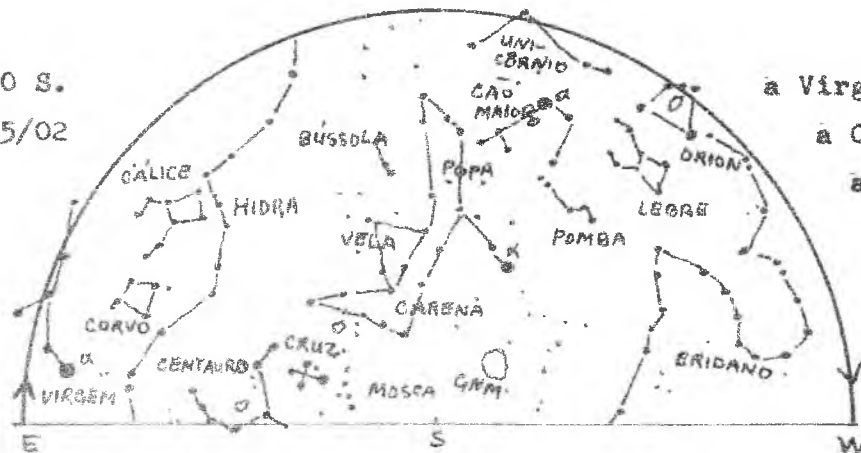 0 S.
5/02
a Virg
a C
a
UNI-
CÓRNIO
CÃO
MAIOR
α
BÚSSOLA
ORION
CÁLICE
POPA
HIDRA
LEBRE
VELA
POMBA
α
CARENA
CORVO
CENTAURO
CRUZ
ERIDANO
α
VIRGEM
MOSCA
GNM.
E
S
W